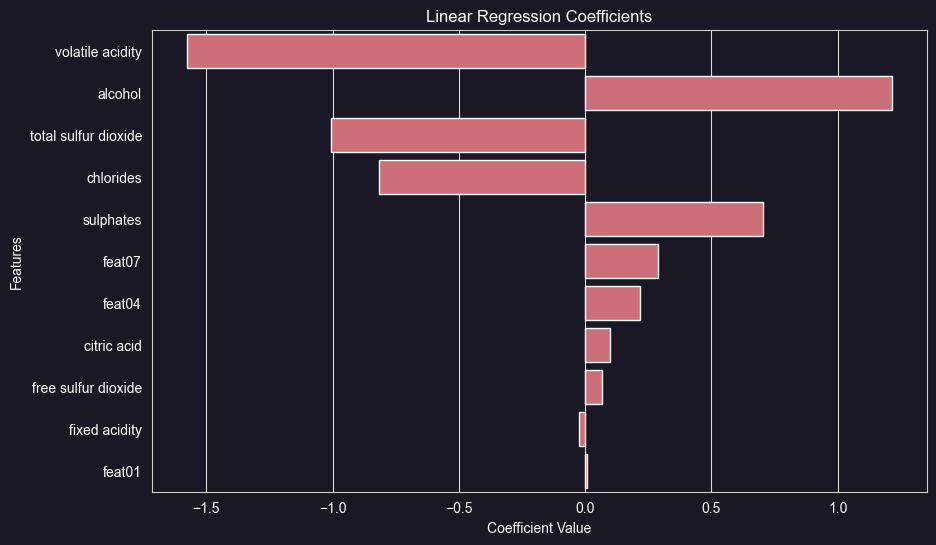 Linear Regression Coefficients
volatile acidity
alcohol
total sulfur dioxide
chlorides
sulphates
feat07
feat04
citric acid
free sulfur dioxide
fixed acidity
feat01
Features
−1.5 −1.0 −0.5 0.0 0.5 1.0
Coefficient Value